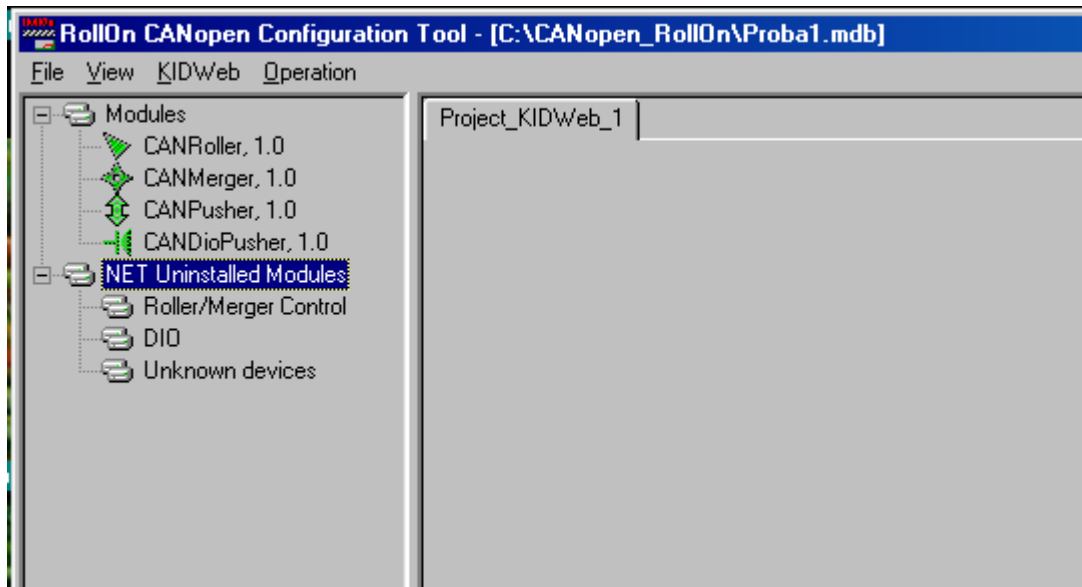 RollOn CANopen Configuration Tool - [C:\CANopen_RollOn\Proba1.mdb]
File View KIDWeb Operation
Modules
CANRoller, 1.0
CANMerger, 1.0
CANPusher, 1.0
CANDioPusher, 1.0
NET Uninstalled Modules
Roller/Merger Control
DIO
Unknown devices
Project_KIDWeb_1